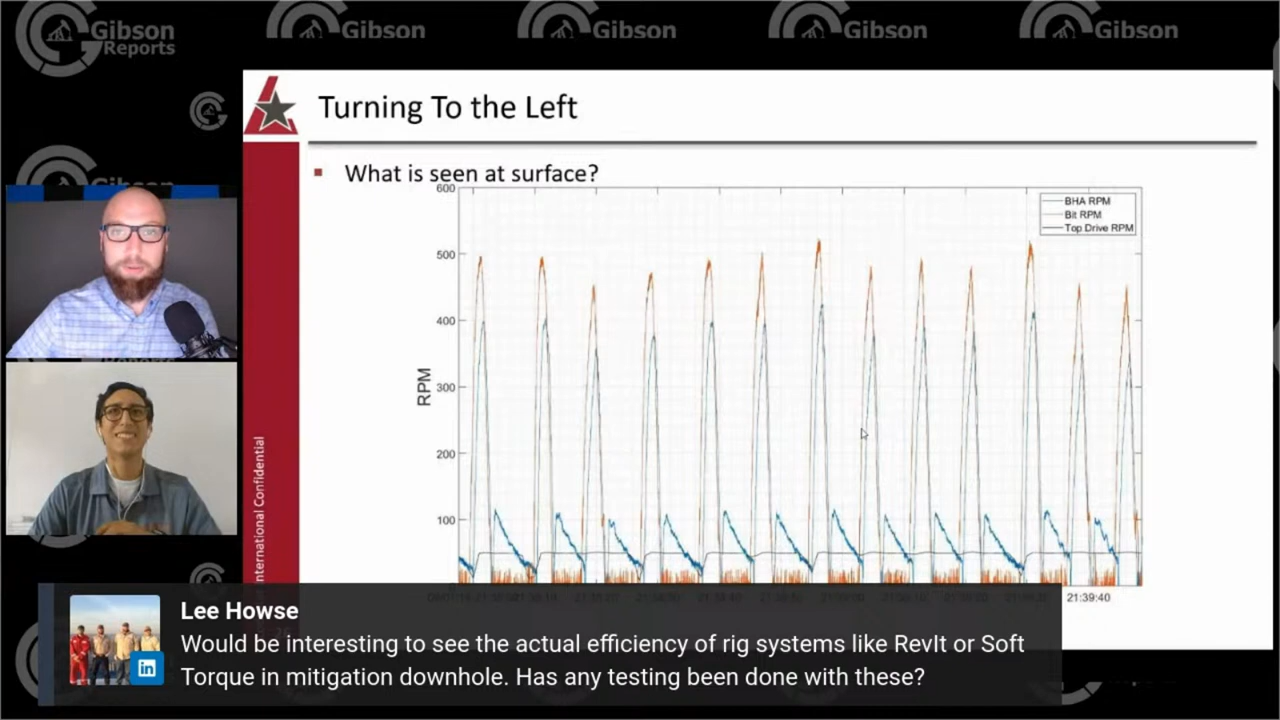 Gibson
Reports
Gibson
Gibson
Gibson
Gibson
Turning To the Left
What is seen at surface?
600
500
400
300
200
100
RPM
BHA RPM
Bit RPM
Top Drive RPM
21:39:40
International Confidential
Lee Howse
Would be interesting to see the actual efficiency of rig systems like RevIt or Soft
Torque in mitigation downhole. Has any testing been done with these?
in